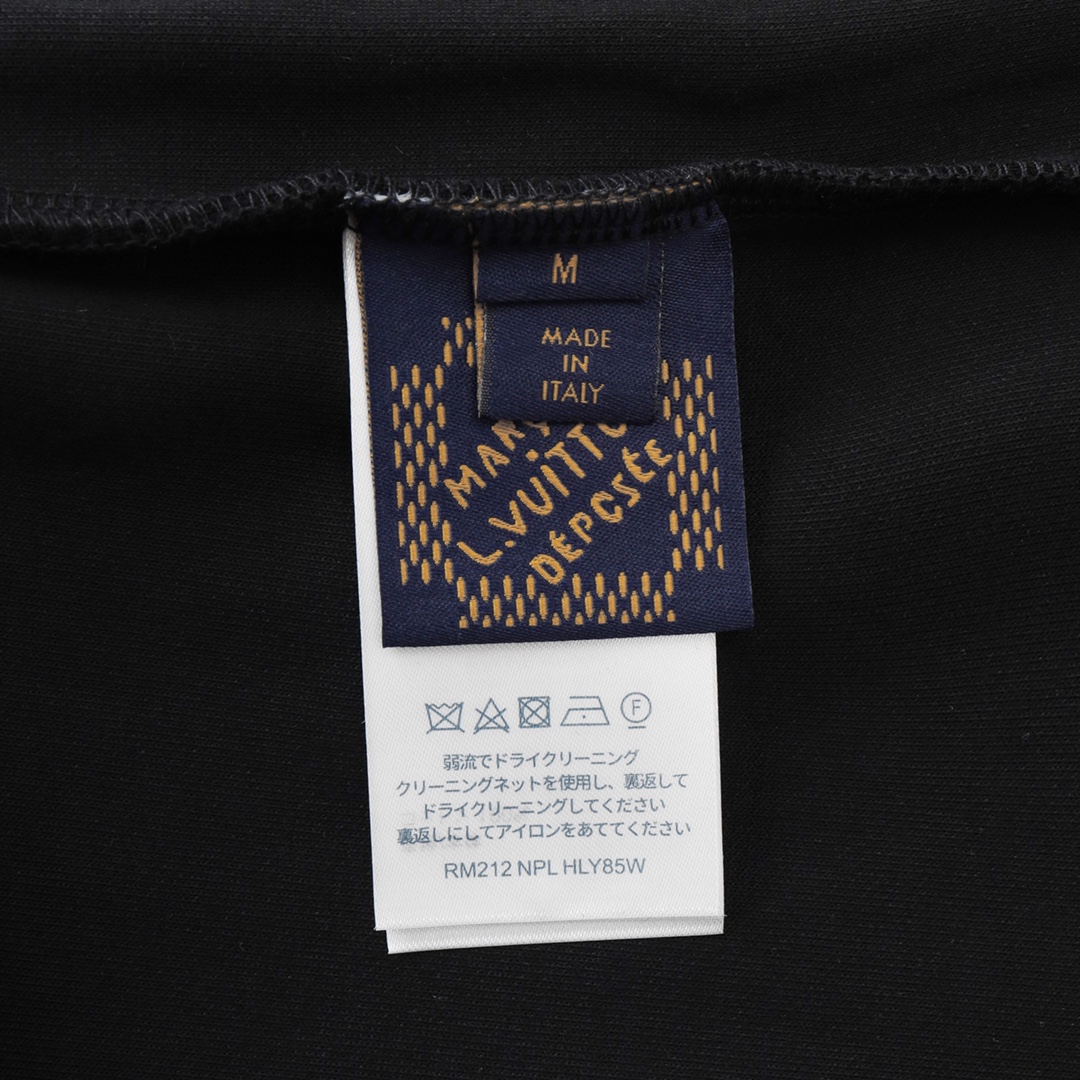 M
MADE
IN
ITALY
L.VUITTO
DÉPCSÉE
F
弱流でドライクリーニング
クリーニングネットを使用し、裏返して
ドライクリーニングしてください
裏返しにしてアイロンをあててください
RM212 NPL HLY85W